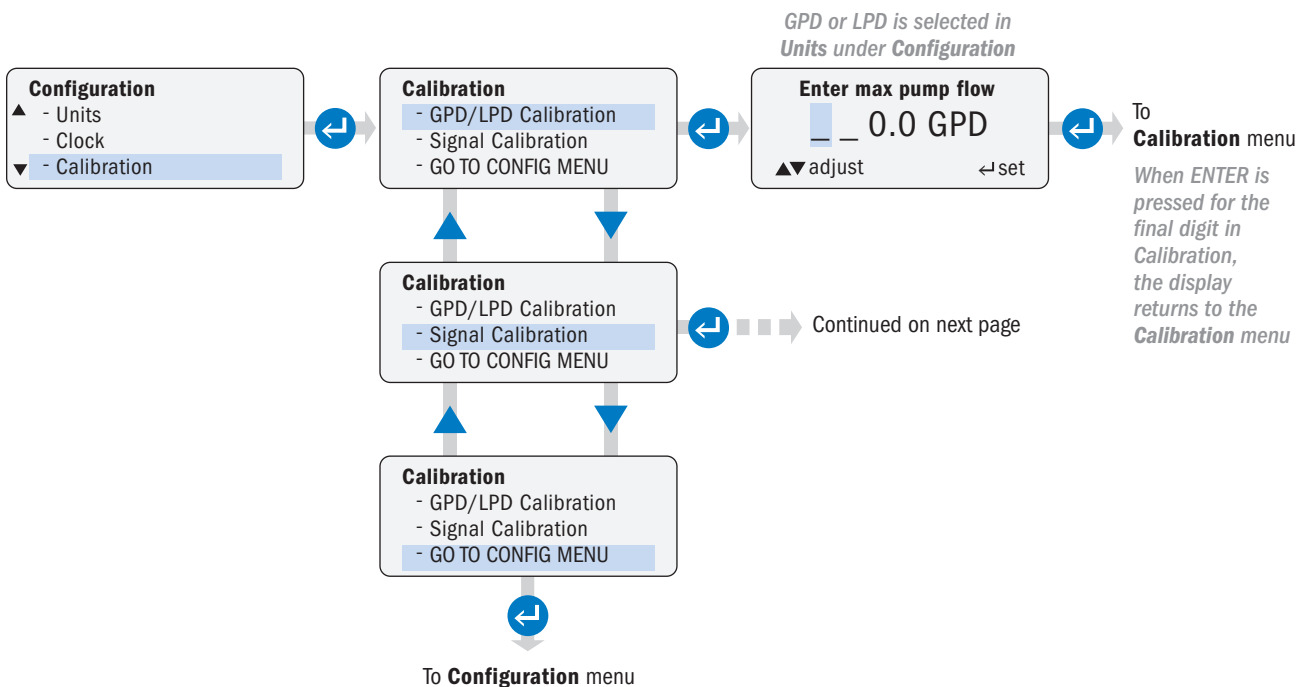 GPD or LPD is selected in
Units under Configuration
Configuration
- Units
- Clock
- Calibration
Calibration
- GPD/LPD Calibration
- Signal Calibration
- GO TO CONFIG MENU
Enter max pump flow
_ _ 0.0 GPD
▲▼ adjust ↵ set
To
Calibration menu
When ENTER is
pressed for the
final digit in
Calibration,
the display
returns to the
Calibration menu
Calibration
- GPD/LPD Calibration
- Signal Calibration
- GO TO CONFIG MENU
Continued on next page
Calibration
- GPD/LPD Calibration
- Signal Calibration
- GO TO CONFIG MENU
To Configuration menu